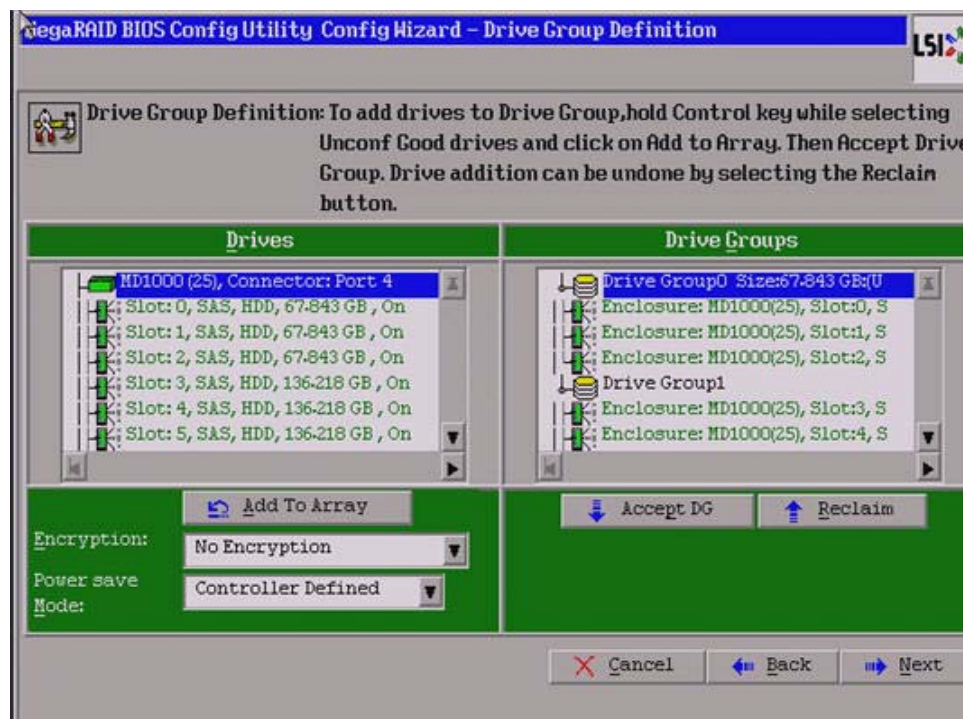 MegaRAID BIOS Config Utility Config Wizard – Drive Group Definition
LSI
Drive Group Definition: To add drives to Drive Group,hold Control key while selecting
Unconf Good drives and click on Add to Array. Then Accept Drive
Group. Drive addition can be undone by selecting the Reclaim
button.
Drives
MD1000 (25), Connector: Port 4
Slot: 0, SAS, HDD, 67.843 GB , On
Slot: 1, SAS, HDD, 67.843 GB , On
Slot: 2, SAS, HDD, 67.843 GB , On
Slot: 3, SAS, HDD, 136.218 GB , On
Slot: 4, SAS, HDD, 136.218 GB , On
Slot: 5, SAS, HDD, 136.218 GB , On
Add To Array
Encryption:
No Encryption
Power save
Mode:
Controller Defined
Drive Groups
Drive Group0 Size:67.843 GB:(U
Enclosure: MD1000(25), Slot:0, S
Enclosure: MD1000(25), Slot:1, S
Enclosure: MD1000(25), Slot:2, S
Drive Group1
Enclosure: MD1000(25), Slot:3, S
Enclosure: MD1000(25), Slot:4, S
Accept DG
Reclaim
Cancel
Back
Next